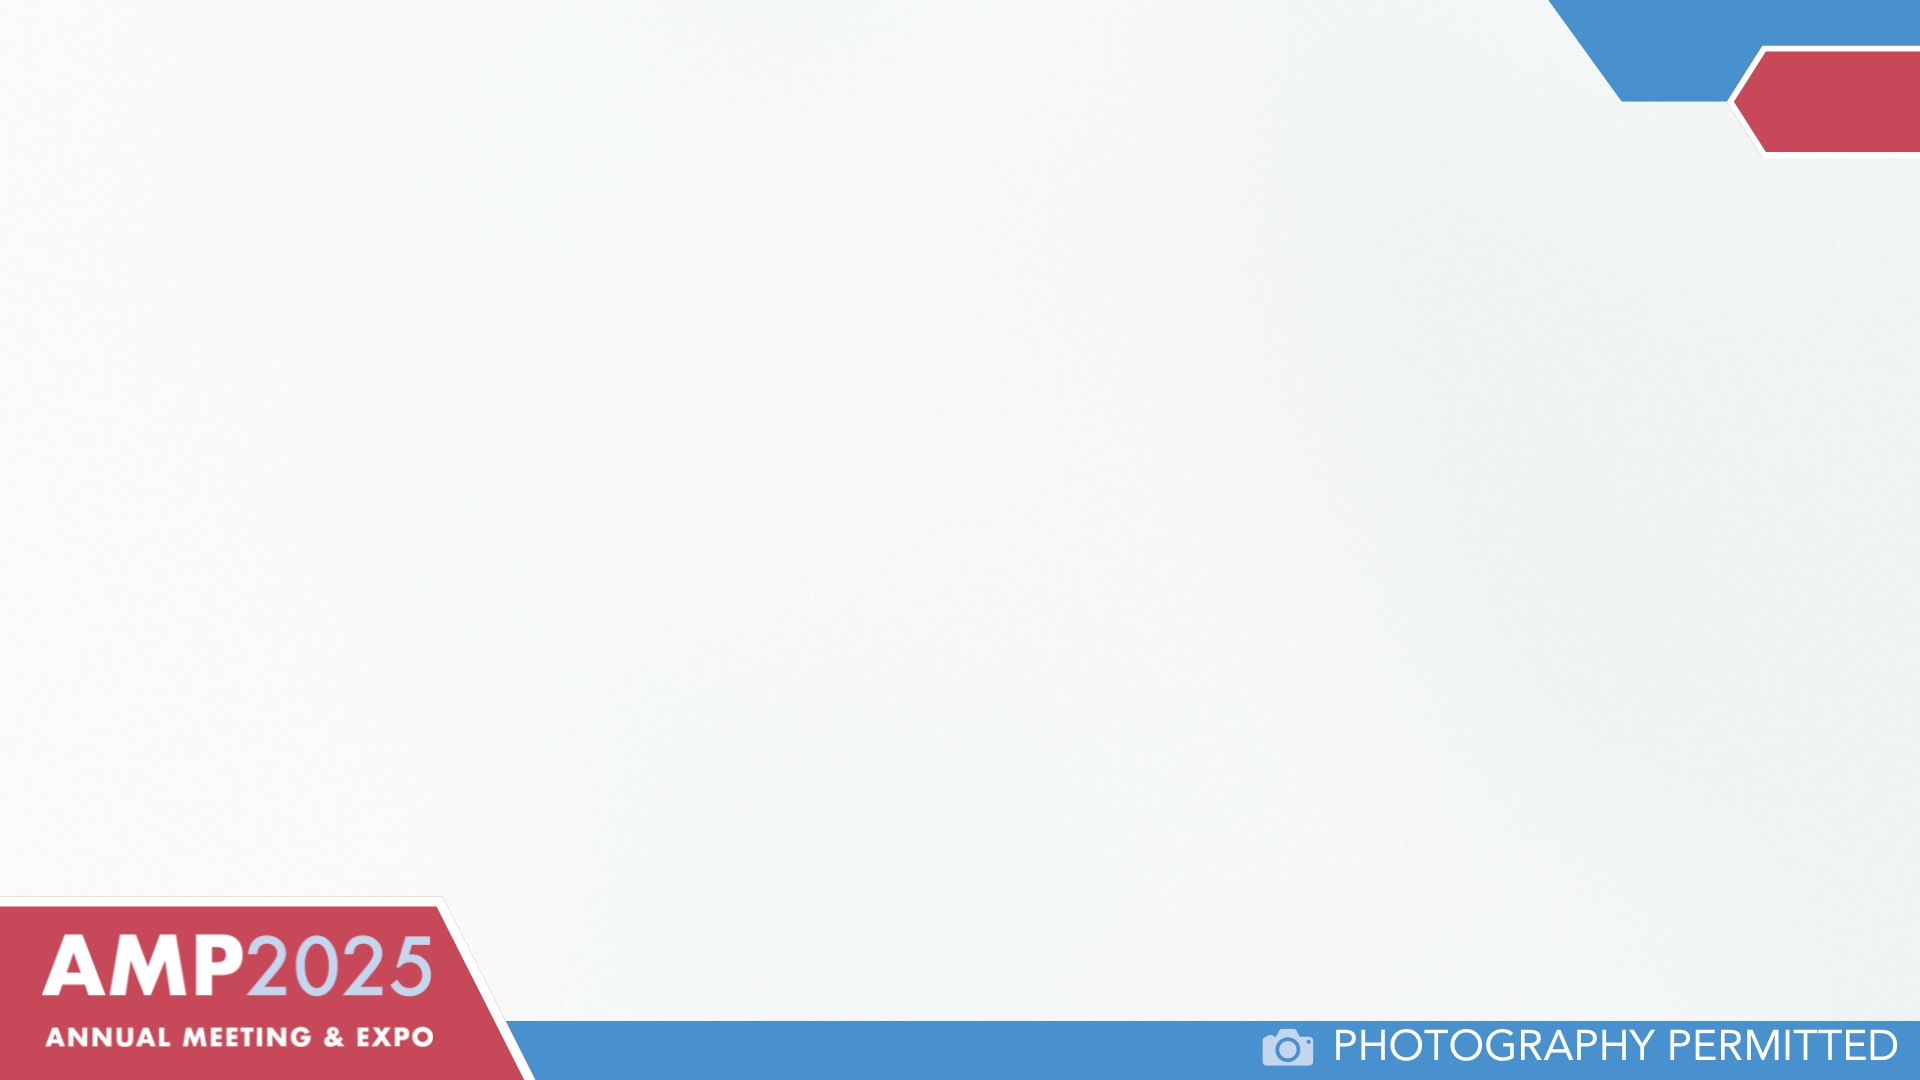 AMP2025
ANNUAL MEETING & EXPO
PHOTOGRAPHY PERMITTED